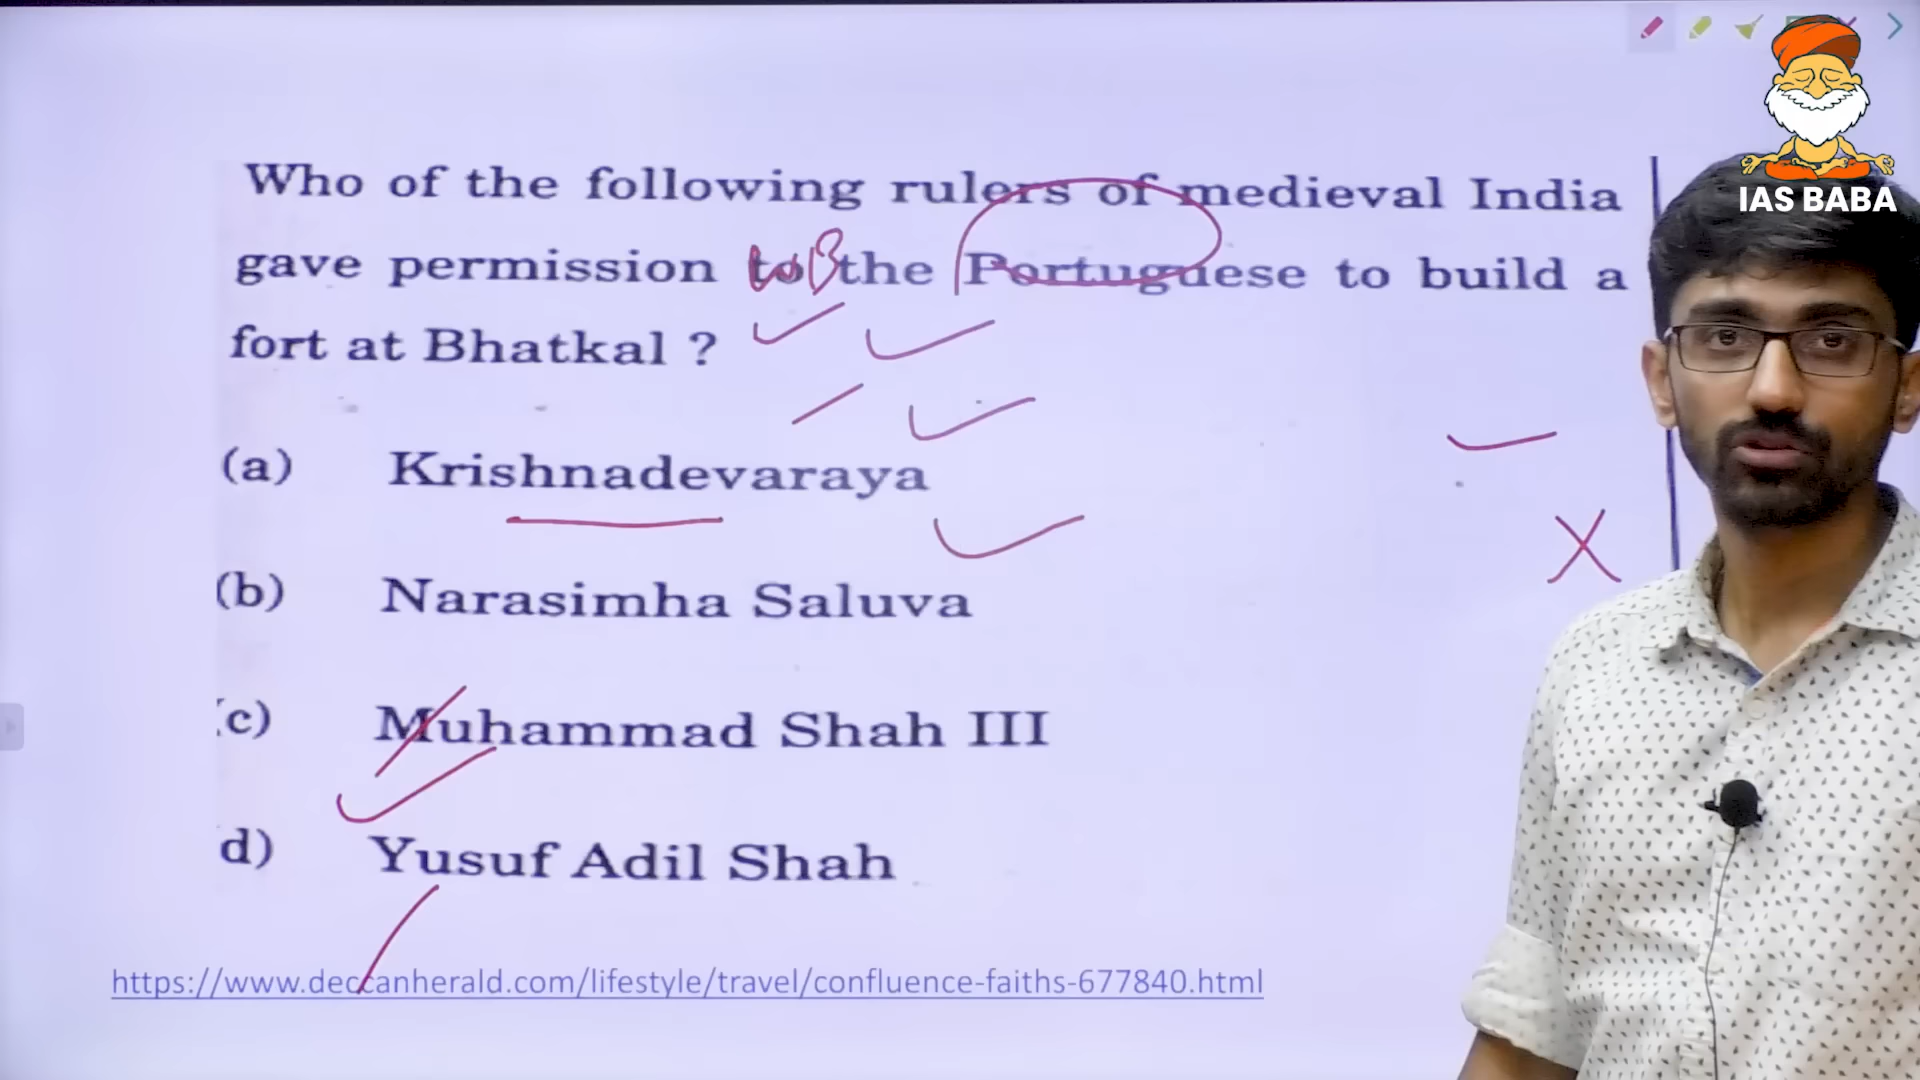 IAS BABA
Who of the following rulers of medieval India
gave permission to the Portuguese to build a
fort at Bhatkal ?
(a) Krishnadevaraya
(b) Narasimha Saluva
(c) Muhammad Shah III
d) Yusuf Adil Shah
https://www.deccanherald.com/lifestyle/travel/confluence-faiths-677840.html